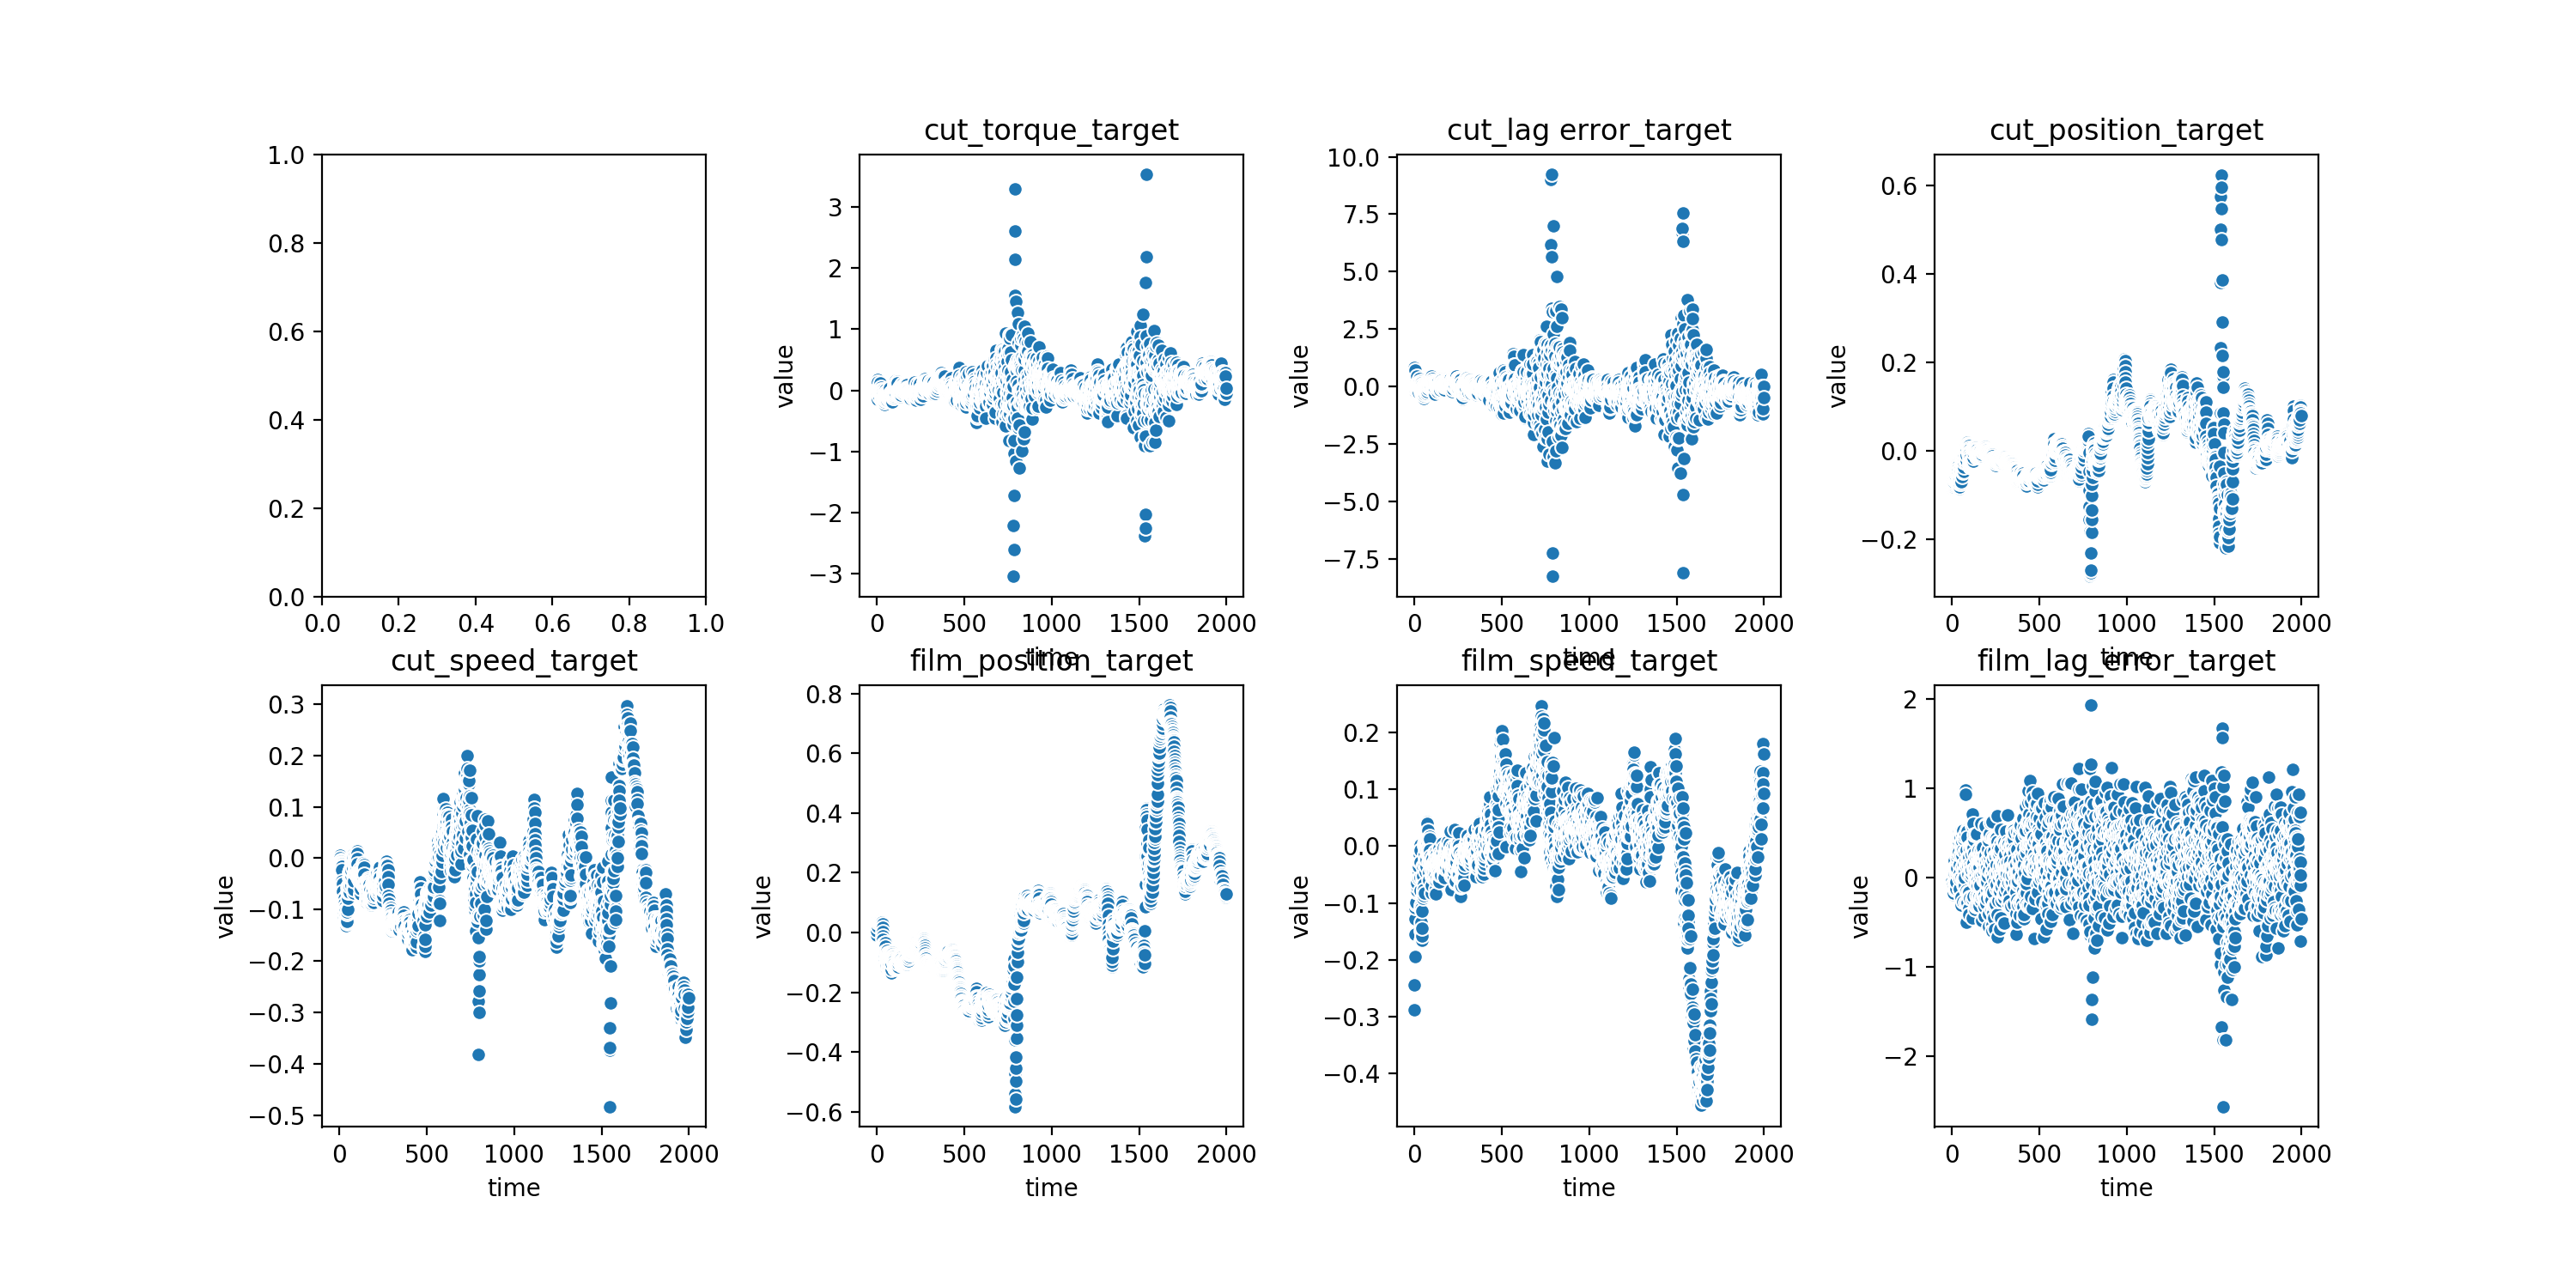 cut_torque_target
cut_lag error_target
cut_position_target
1.0
0.8
0.6
0.4
0.2
0.0
0.0 0.2 0.4 0.6 0.8 1.0
value
3
2
1
0
−1
−2
−3
0 500 1000 1500 2000
time
value
10.0
7.5
5.0
2.5
0.0
−2.5
−5.0
−7.5
0 500 1000 1500 2000
time
value
0.6
0.4
0.2
0.0
−0.2
0 500 1000 1500 2000
time
cut_speed_target
film_position_target
film_speed_target
film_lag_error_target
value
0.3
0.2
0.1
0.0
−0.1
−0.2
−0.3
−0.4
−0.5
0 500 1000 1500 2000
time
value
0.8
0.6
0.4
0.2
0.0
−0.2
−0.4
−0.6
0 500 1000 1500 2000
time
value
0.2
0.1
0.0
−0.1
−0.2
−0.3
−0.4
0 500 1000 1500 2000
time
value
2
1
0
−1
−2
0 500 1000 1500 2000
time